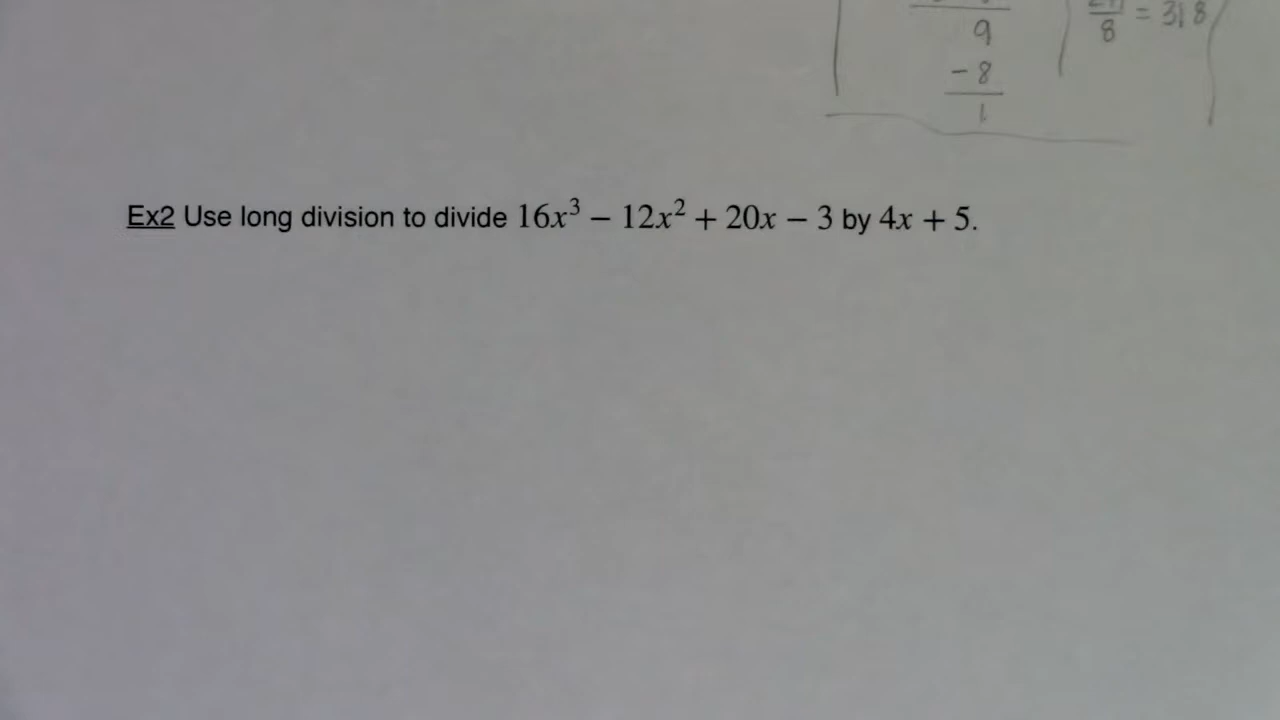 9
- 8
1
8 = 318
Ex2 Use long division to divide 16x³ − 12x² + 20x − 3 by 4x + 5.